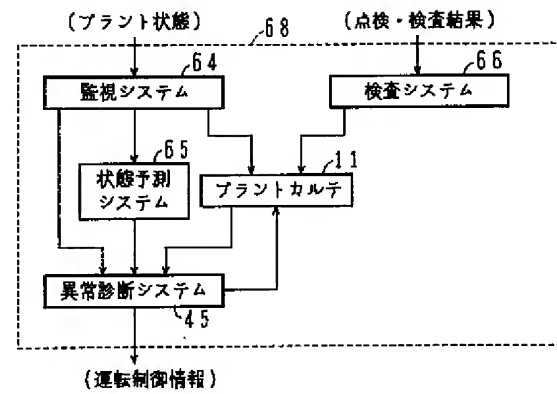 (プラント状態)
68
(点検・検査結果)
64
監視システム
66
検査システム
65
状態予測
システム
11
プラントカルテ
異常診断システム
45
(運転制御情報)